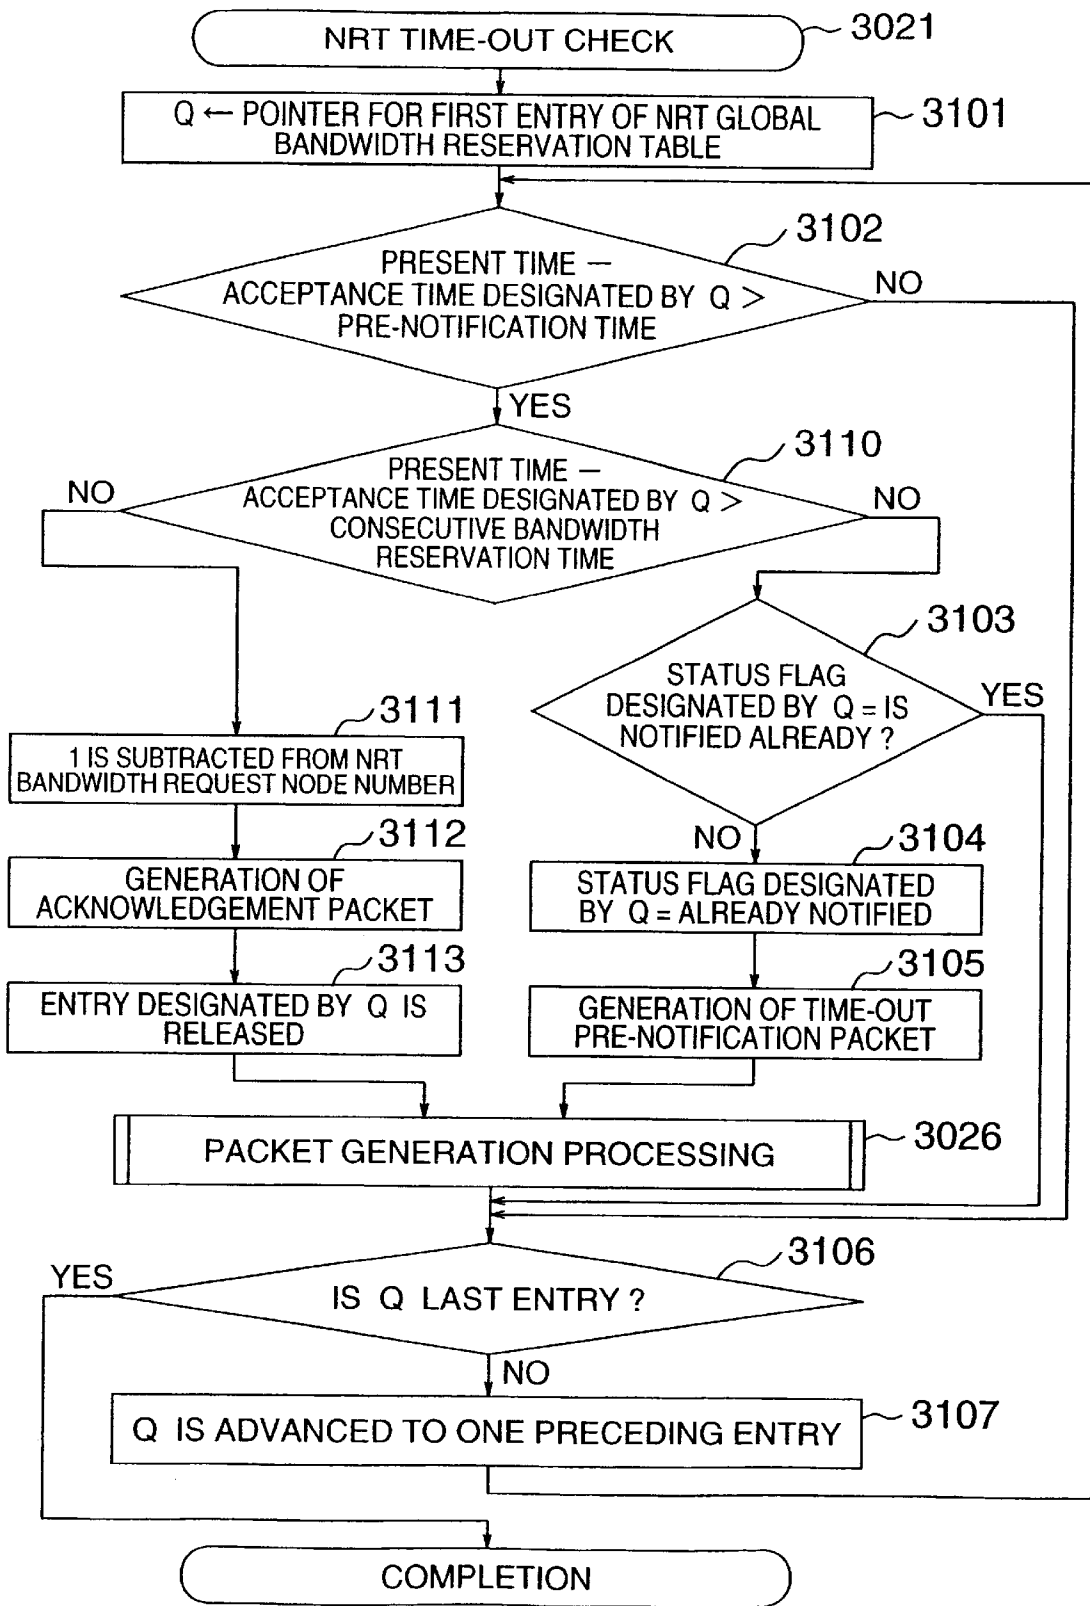 NRT TIME-OUT CHECK
3021
Q ← POINTER FOR FIRST ENTRY OF NRT GLOBAL
BANDWIDTH RESERVATION TABLE
3101
3102
PRESENT TIME —
ACCEPTANCE TIME DESIGNATED BY Q >
PRE-NOTIFICATION TIME
NO
YES
3110
PRESENT TIME —
ACCEPTANCE TIME DESIGNATED BY Q >
CONSECUTIVE BANDWIDTH
RESERVATION TIME
NO
NO
3103
STATUS FLAG
DESIGNATED BY Q = IS
NOTIFIED ALREADY ?
YES
NO
3111
1 IS SUBTRACTED FROM NRT
BANDWIDTH REQUEST NODE NUMBER
3112
GENERATION OF
ACKNOWLEDGEMENT PACKET
3104
STATUS FLAG DESIGNATED
BY Q = ALREADY NOTIFIED
3113
ENTRY DESIGNATED BY Q IS
RELEASED
3105
GENERATION OF TIME-OUT
PRE-NOTIFICATION PACKET
PACKET GENERATION PROCESSING
3026
3106
YES
IS Q LAST ENTRY ?
NO
Q IS ADVANCED TO ONE PRECEDING ENTRY
3107
COMPLETION